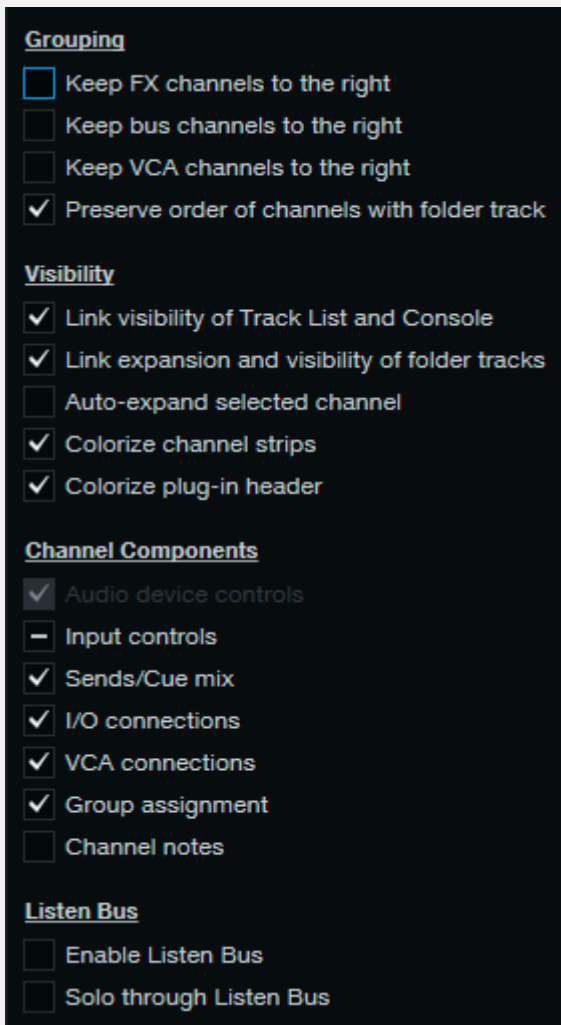 Grouping
Keep FX channels to the right
Keep bus channels to the right
Keep VCA channels to the right
Preserve order of channels with folder track
Visibility
Link visibility of Track List and Console
Link expansion and visibility of folder tracks
Auto-expand selected channel
Colorize channel strips
Colorize plug-in header
Channel Components
Audio device controls
Input controls
Sends/Cue mix
I/O connections
VCA connections
Group assignment
Channel notes
Listen Bus
Enable Listen Bus
Solo through Listen Bus